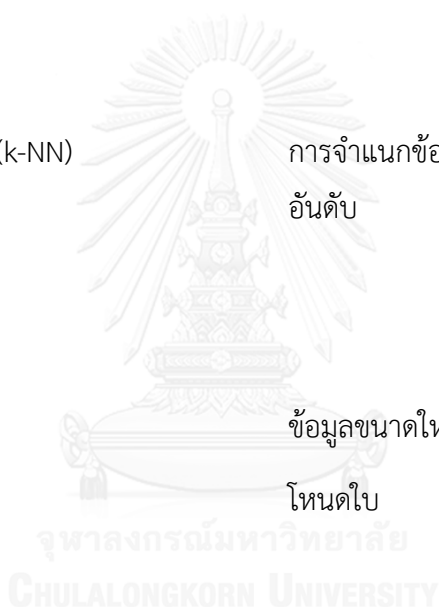 (k-NN) การจำแนกข้อ
อันดับ
ข้อมูลขนาดให
โหนดใบ
จุฬาลงกรณ์มหาวิทยาลัย
CHULALONGKORN UNIVERSITY